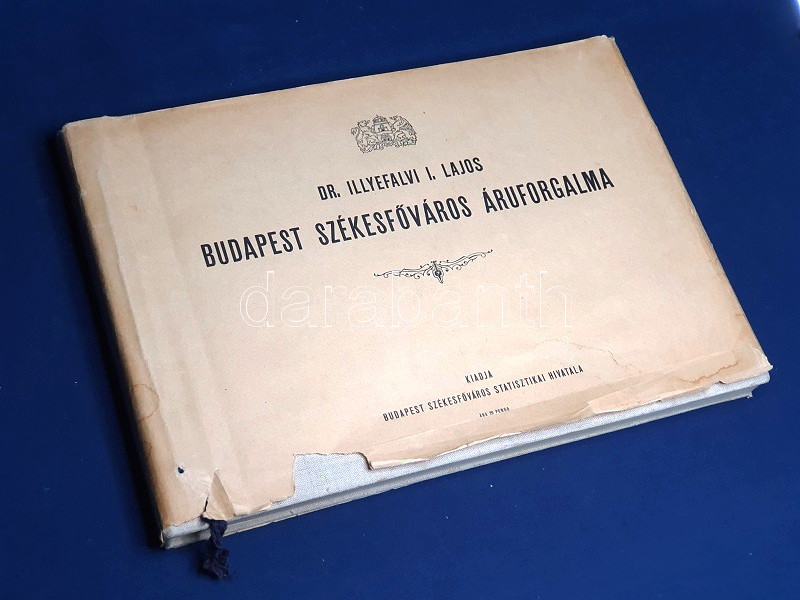 DR. ILLYEFALVI I. LAJOS
BUDAPEST SZÉKESFŐVÁROS ÁRUFORGALMA
darabanth
KIADJA
BUDAPEST SZÉKESFŐVÁROS STATISZTIKAI HIVATALA